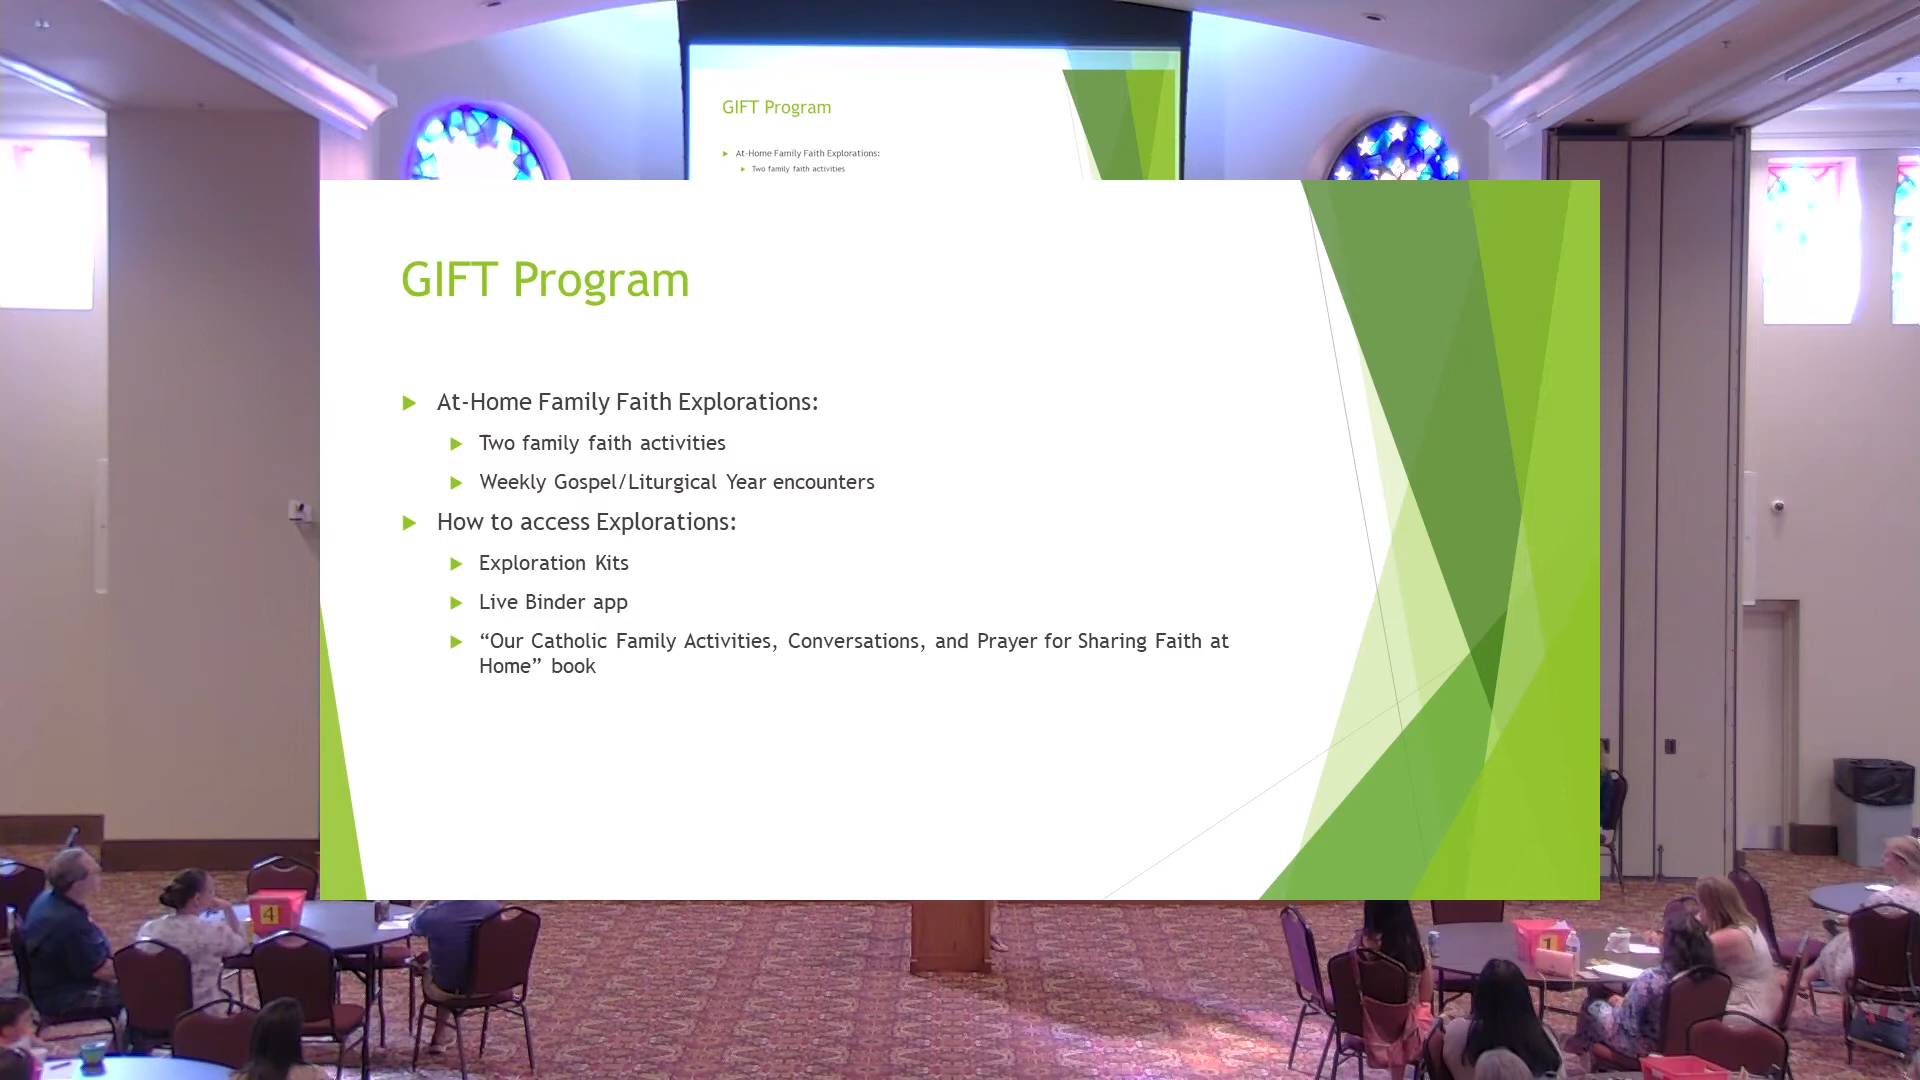 GIFT Program
At-Home Family Faith Explorations:
Two family faith activities
GIFT Program
At-Home Family Faith Explorations:
Two family faith activities
Weekly Gospel/Liturgical Year encounters
How to access Explorations:
Exploration Kits
Live Binder app
“Our Catholic Family Activities, Conversations, and Prayer for Sharing Faith at
Home” book
4
1